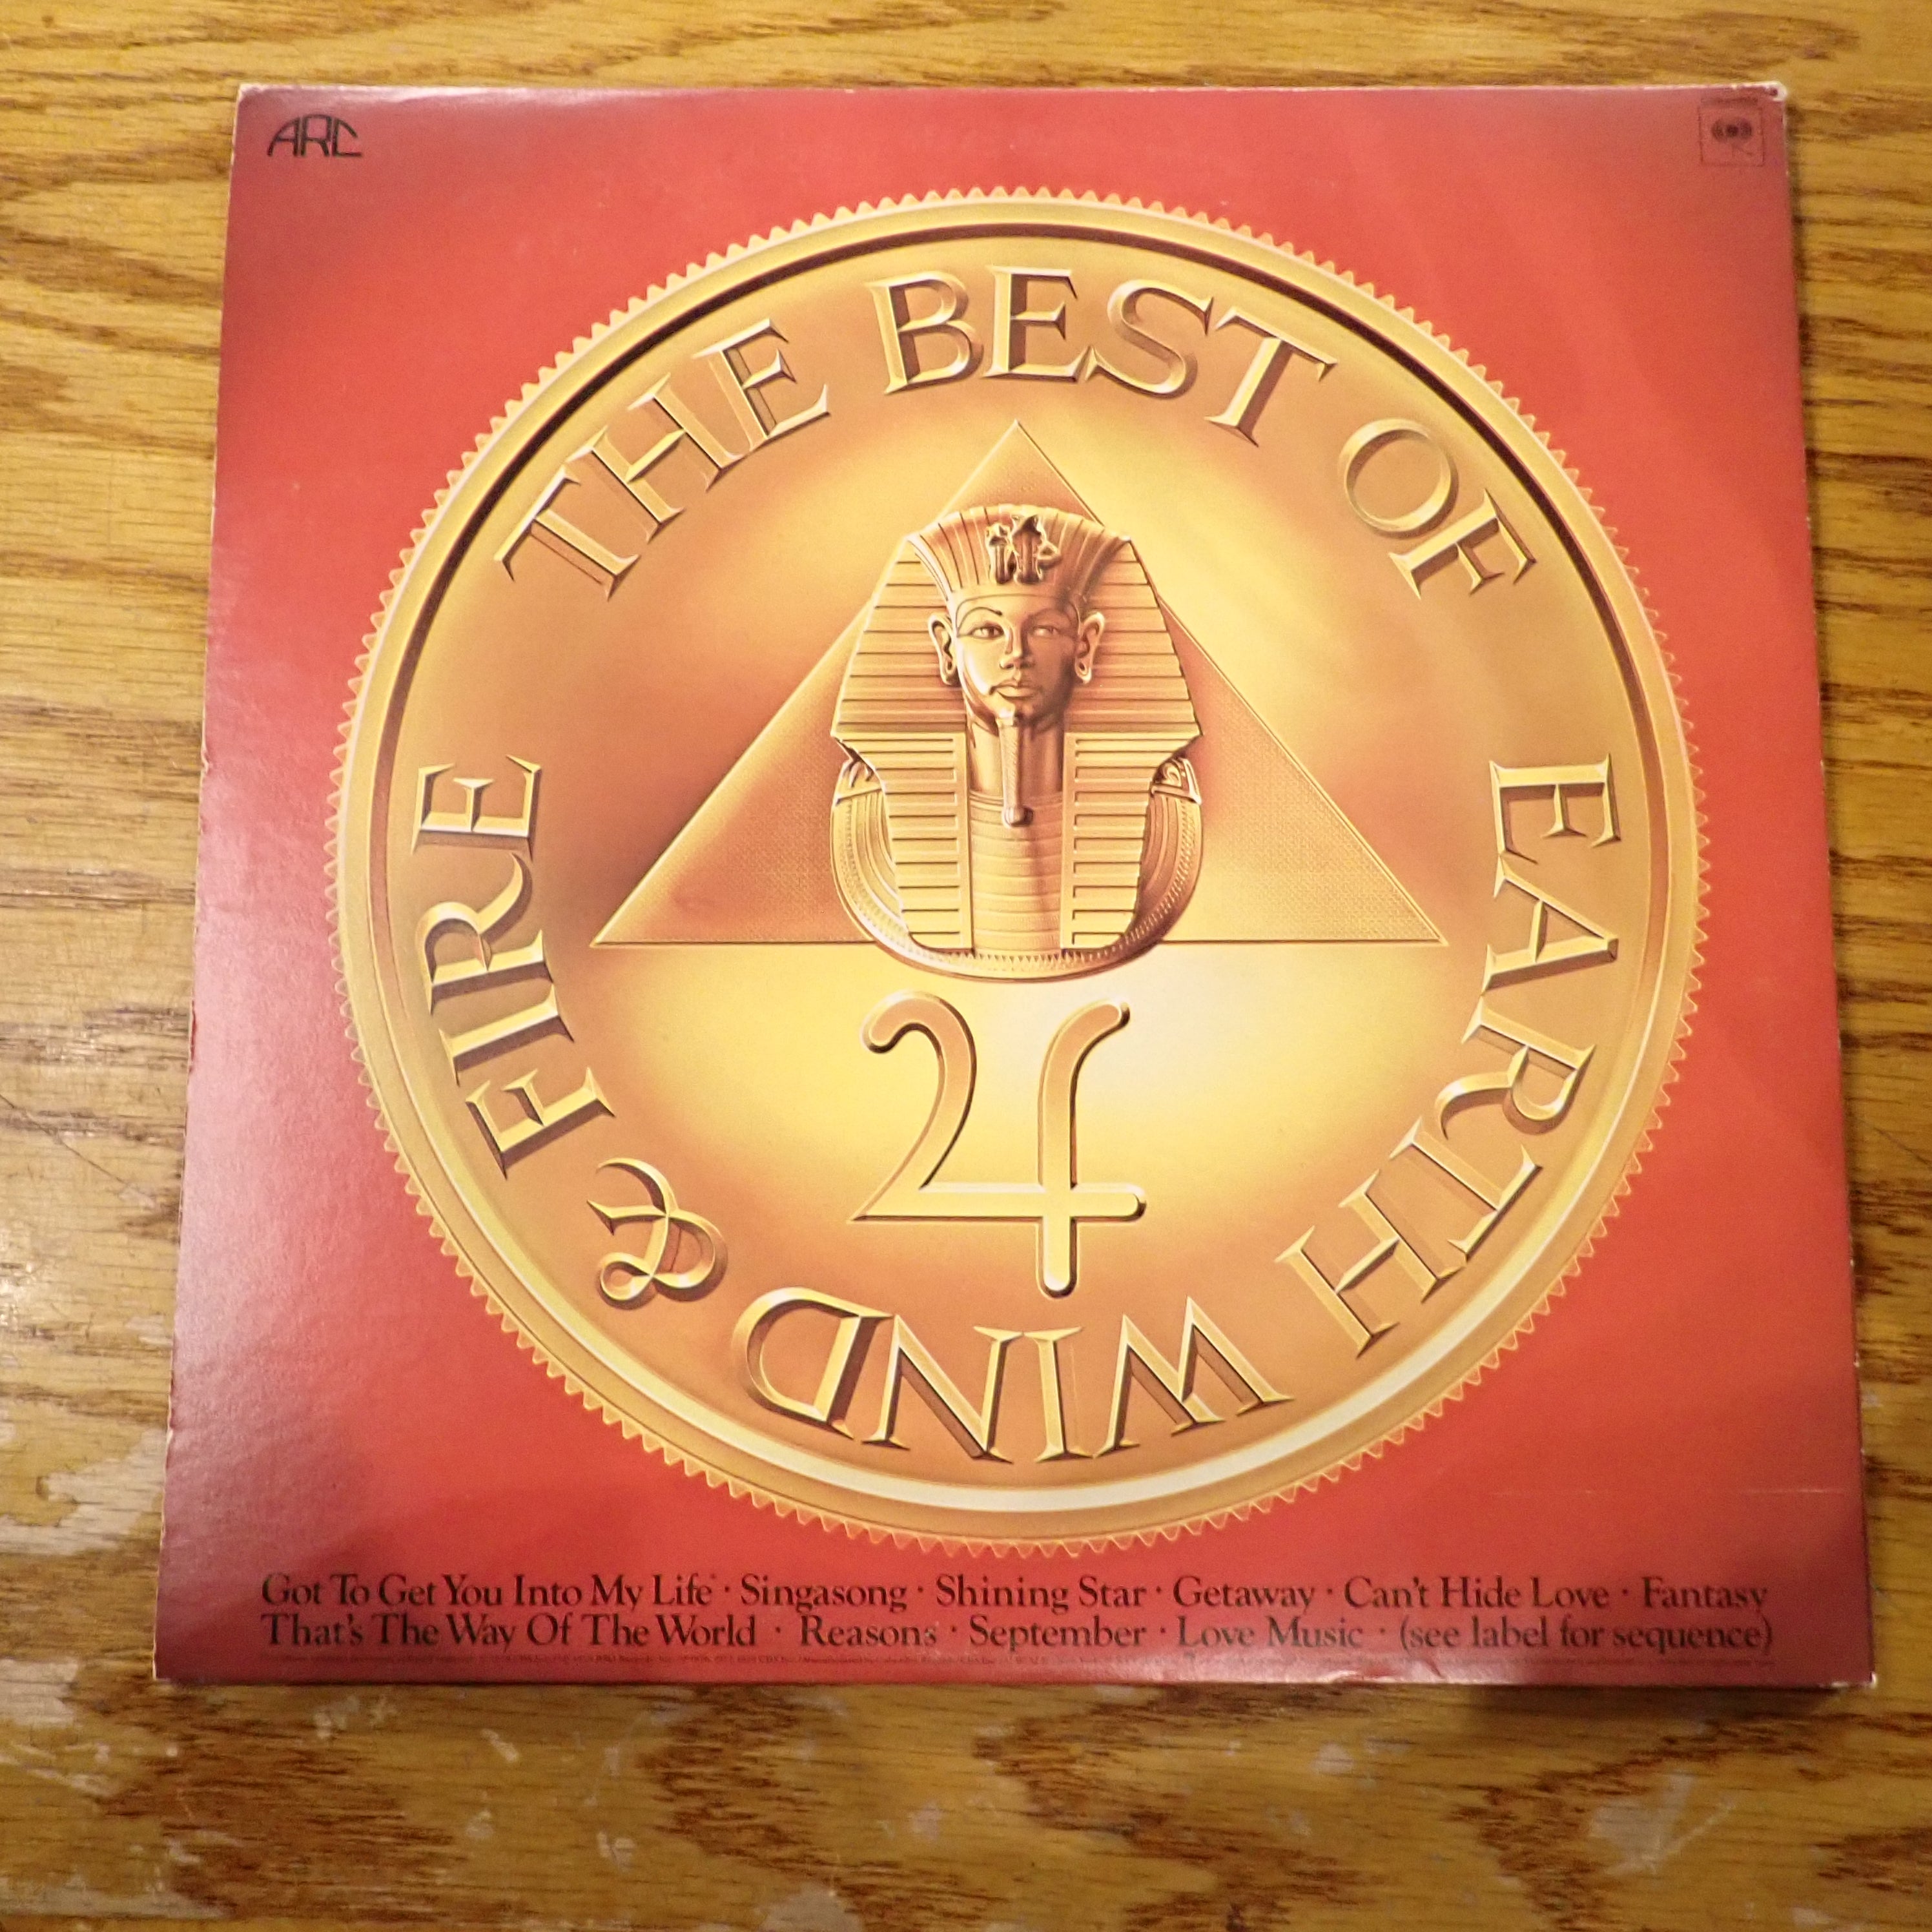 ARC
THE BEST OF EARTH WIND & FIRE
Got To Get You Into My Life · Singasong · Shining Star · Getaway · Can't Hide Love · Fantasy
That's The Way Of The World · Reasons · September · Love Music · (see label for sequence)